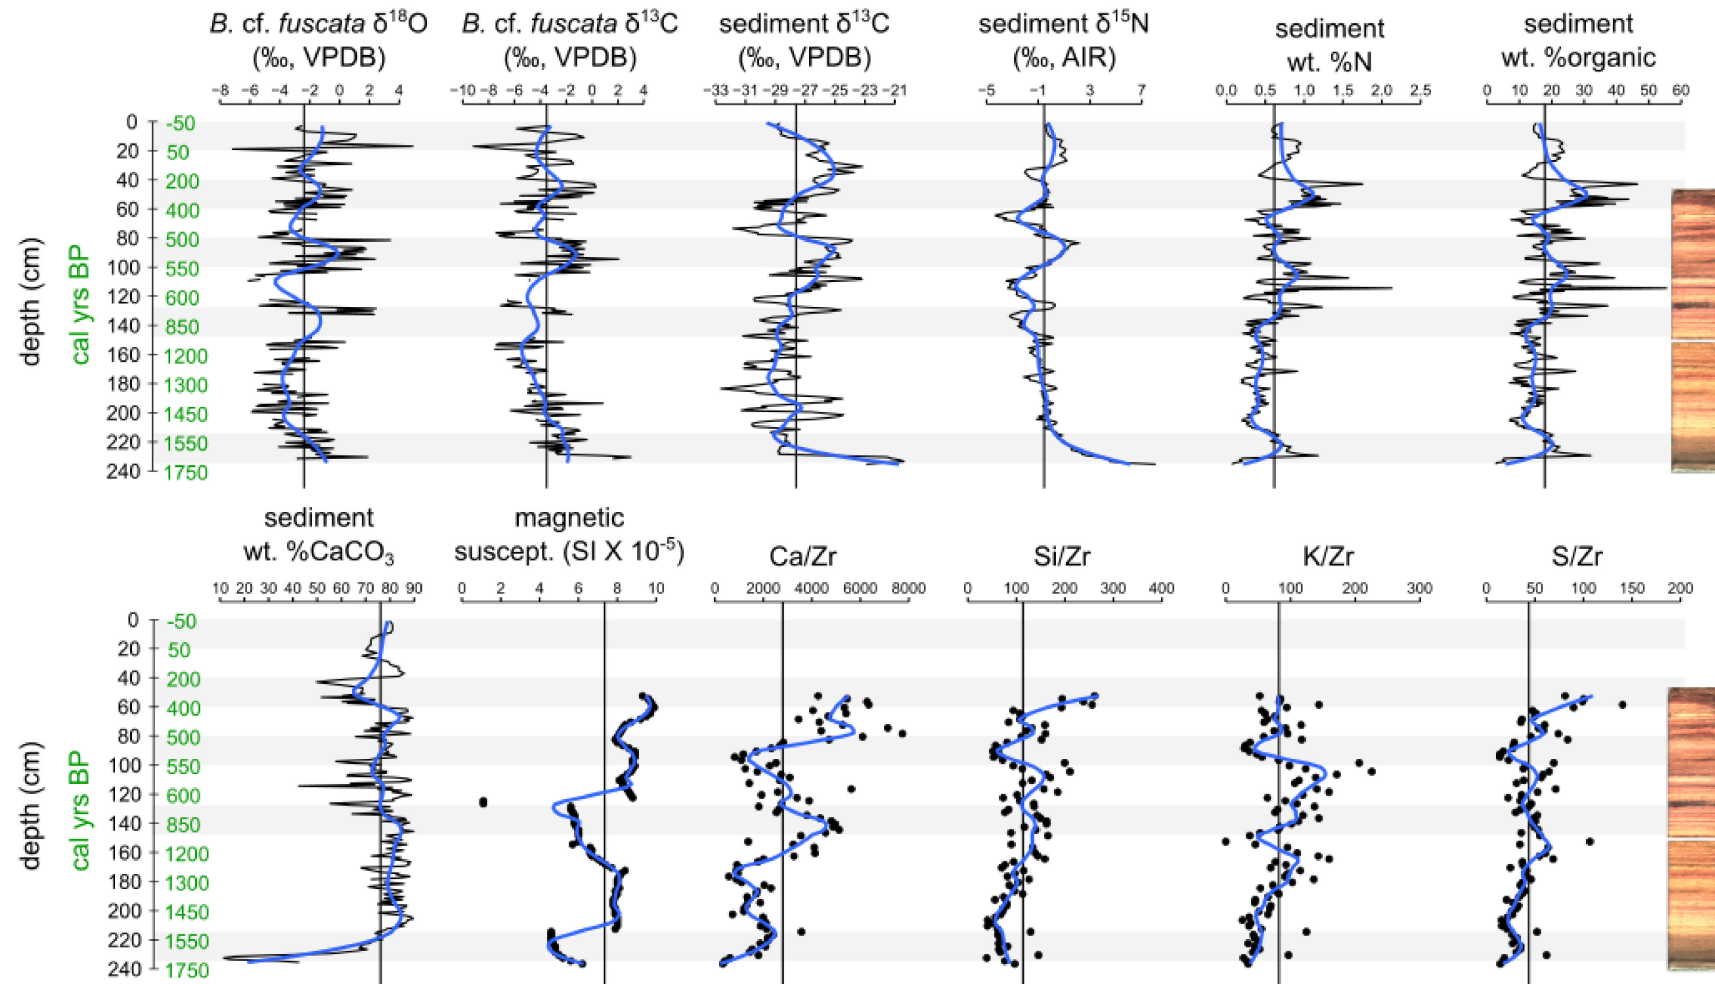 B. cf. fuscata δ¹⁸O B. cf. fuscata δ¹³C sediment δ¹³C sediment δ¹⁵N sediment sediment
(‰, VPDB) (‰, VPDB) (‰, VPDB) (‰, AIR) wt. %N wt. %organic
−8 −6 −4 −2 0 2 4 −10 −8 −6 −4 −2 0 2 4 −33 −31 −29 −27 −25 −23 −21 −5 −1 3 7 0.0 0.5 1.0 1.5 2.0 2.5 0 10 20 30 40 50 60
depth (cm)
cal yrs BP
0 -50
20 50
40 200
60 400
80 500
100 550
120 600
140 850
160 1200
180 1300
200 1450
220 1550
240 1750
sediment magnetic
wt. %CaCO₃ suscept. (SI X 10⁻⁵) Ca/Zr Si/Zr K/Zr S/Zr
10 20 30 40 50 60 70 80 90 0 2 4 6 8 10 0 2000 4000 6000 8000 0 100 200 300 400 0 100 200 300 0 50 100 150 200
depth (cm)
cal yrs BP
0 -50
20 50
40 200
60 400
80 500
100 550
120 600
140 850
160 1200
180 1300
200 1450
220 1550
240 1750